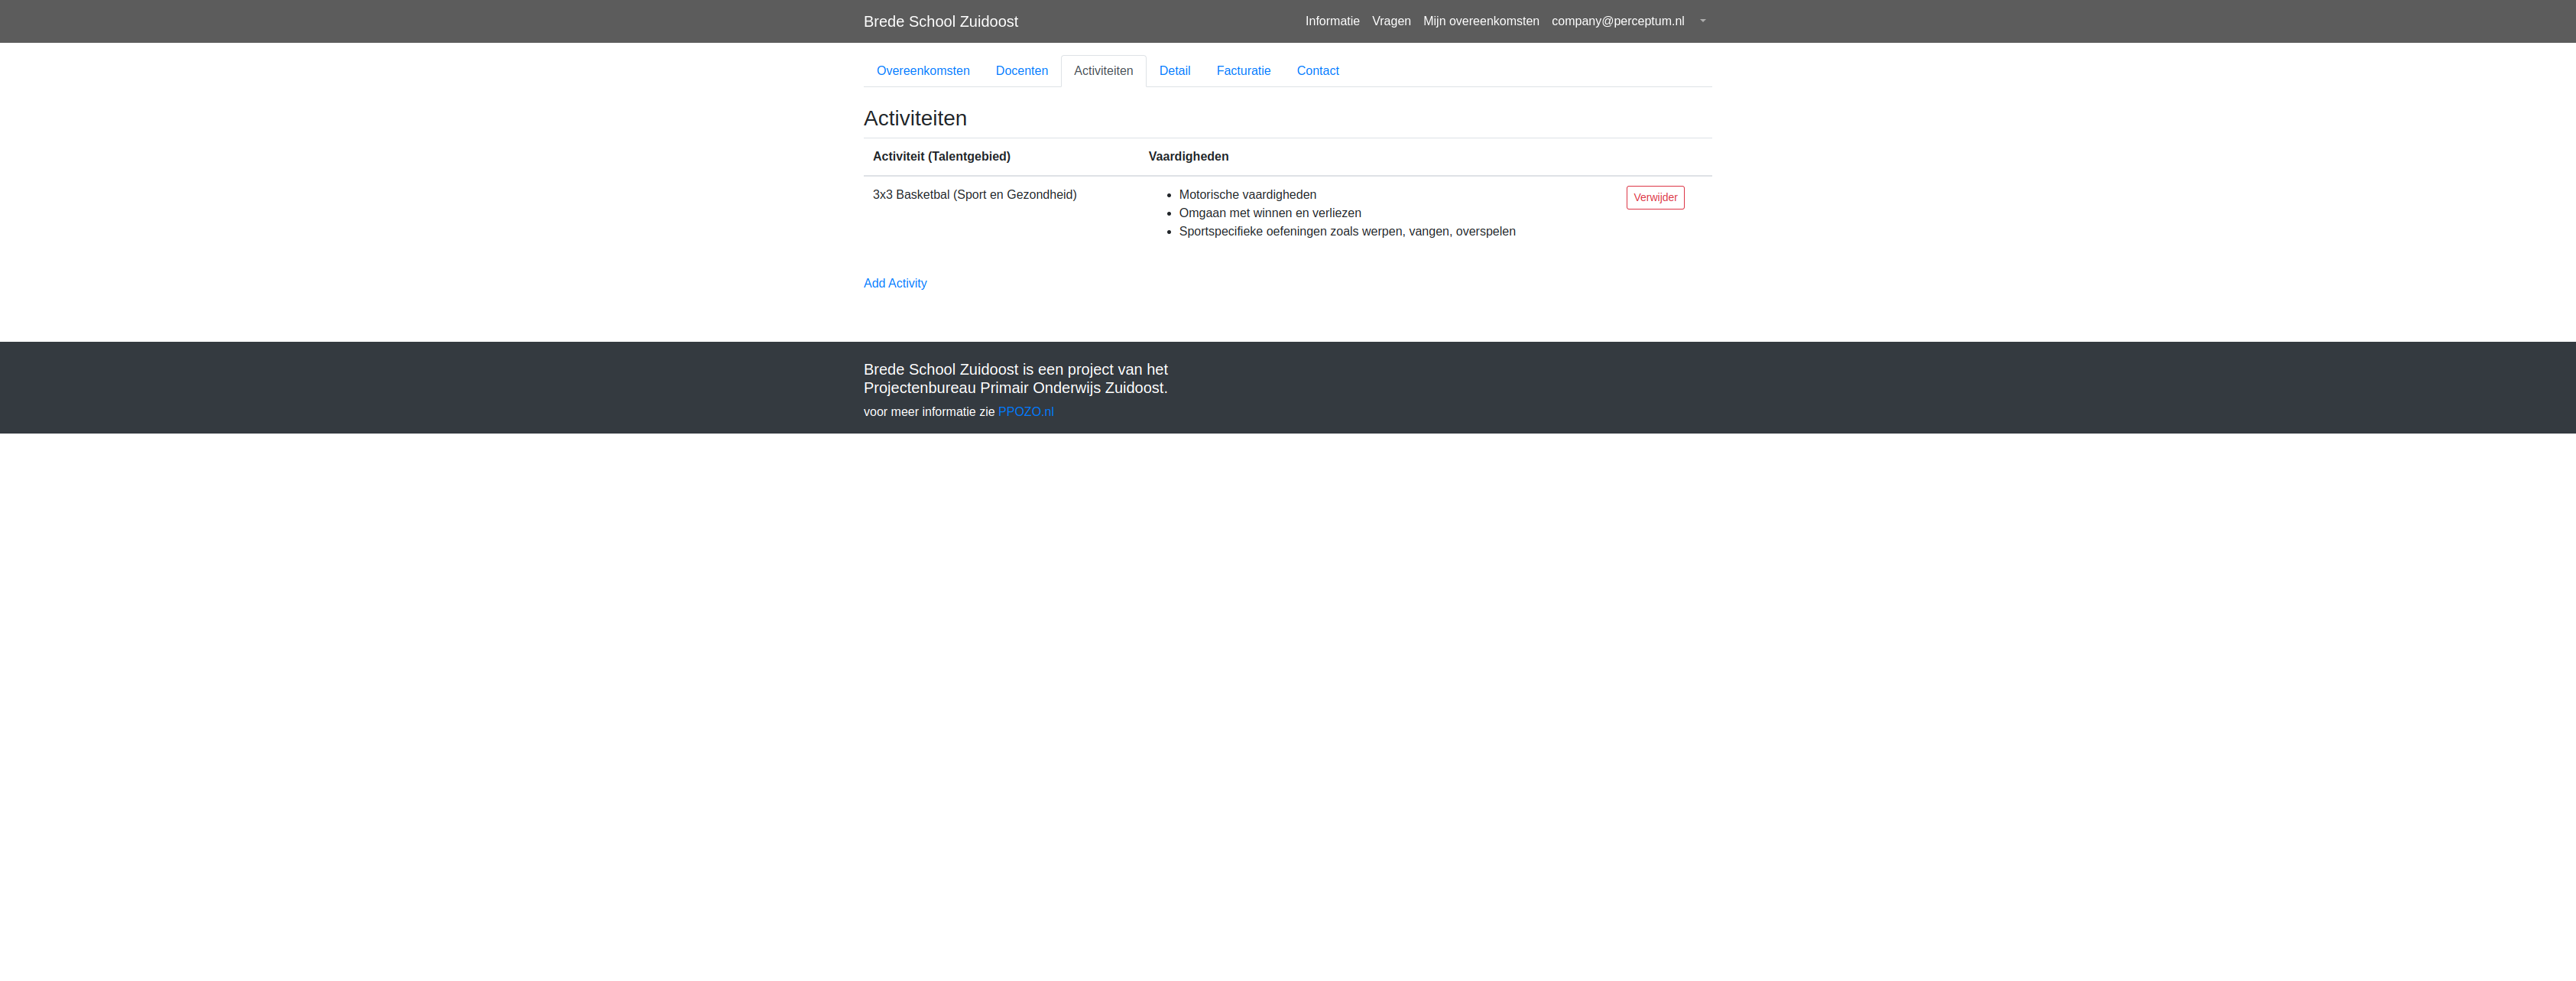 Brede School Zuidoost Informatie Vragen Mijn overeenkomsten company@perceptum.nl
Overeenkomsten Docenten Activiteiten Detail Facturatie Contact
Activiteiten
Activiteit (Talentgebied) Vaardigheden
3x3 Basketbal (Sport en Gezondheid) Motorische vaardigheden Verwijder
Omgaan met winnen en verliezen
Sportspecifieke oefeningen zoals werpen, vangen, overspelen
Add Activity
Brede School Zuidoost is een project van het
Projectenbureau Primair Onderwijs Zuidoost.
voor meer informatie zie PPOZO.nl